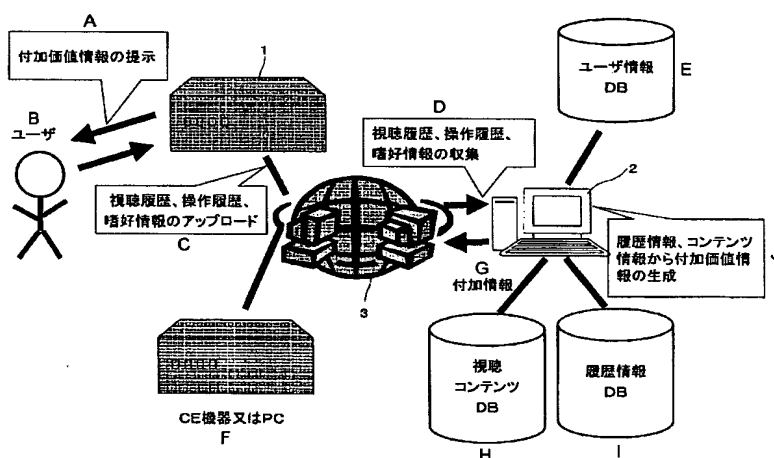 A
付加価値情報の提示
1
B
ユーザ
視聴履歴、操作履歴、
嗜好情報のアップロード
C
D
視聴履歴、操作履歴、
嗜好情報の収集
ユーザ情報
DB
E
2
履歴情報、コンテンツ
情報から付加価値情
報の生成
J
G
付加情報
3
CE機器又はPC
F
視聴
コンテンツ
DB
H
履歴情報
DB
I